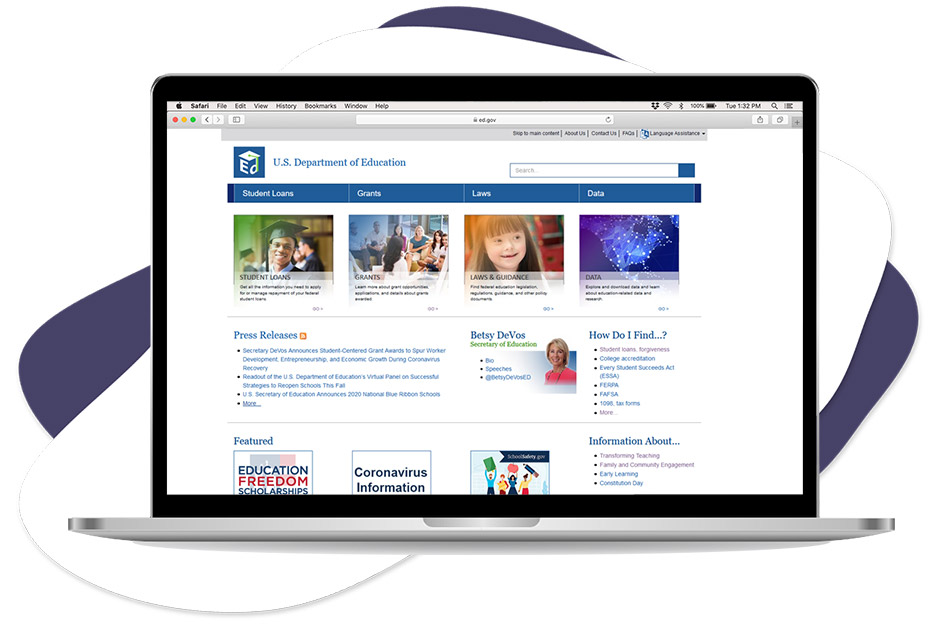 Safari File Edit View History Bookmarks Window Help 100% Tue 1:32 PM
ed.gov
Skip to main content | About Us | Contact Us | FAQs | Language Assistance
Ed
U.S. Department of Education
Search...
Student Loans
Grants
Laws
Data
STUDENT LOANS
Get all the information you need to apply
for or manage repayment of your federal
student loans.
GO >
GRANTS
Learn more about grant opportunities,
applications, and details about grants
awarded.
GO >
LAWS & GUIDANCE
Find federal education legislation,
regulations, guidance, and other policy
documents
GO >
DATA
Explore and download data and learn
about education-related data and
research.
GO >
Press Releases
Secretary DeVos Announces Student-Centered Grant Awards to Spur Worker
Development, Entrepreneurship, and Economic Growth During Coronavirus
Recovery
Readout of the U.S. Department of Education's Virtual Panel on Successful
Strategies to Reopen Schools This Fall
U.S. Secretary of Education Announces 2020 National Blue Ribbon Schools
More...
Betsy DeVos
Secretary of Education
Bio
Speeches
@BetsyDeVosED
How Do I Find...?
Student loans, forgiveness
College accreditation
Every Student Succeeds Act
(ESSA)
FERPA
FAFSA
1098, tax forms
More...
Featured
EDUCATION
FREEDOM
SCHOLARSHIPS
Coronavirus
Information
SchoolSafety.gov
Information About...
Transforming Teaching
Family and Community Engagement
Early Learning
Constitution Day